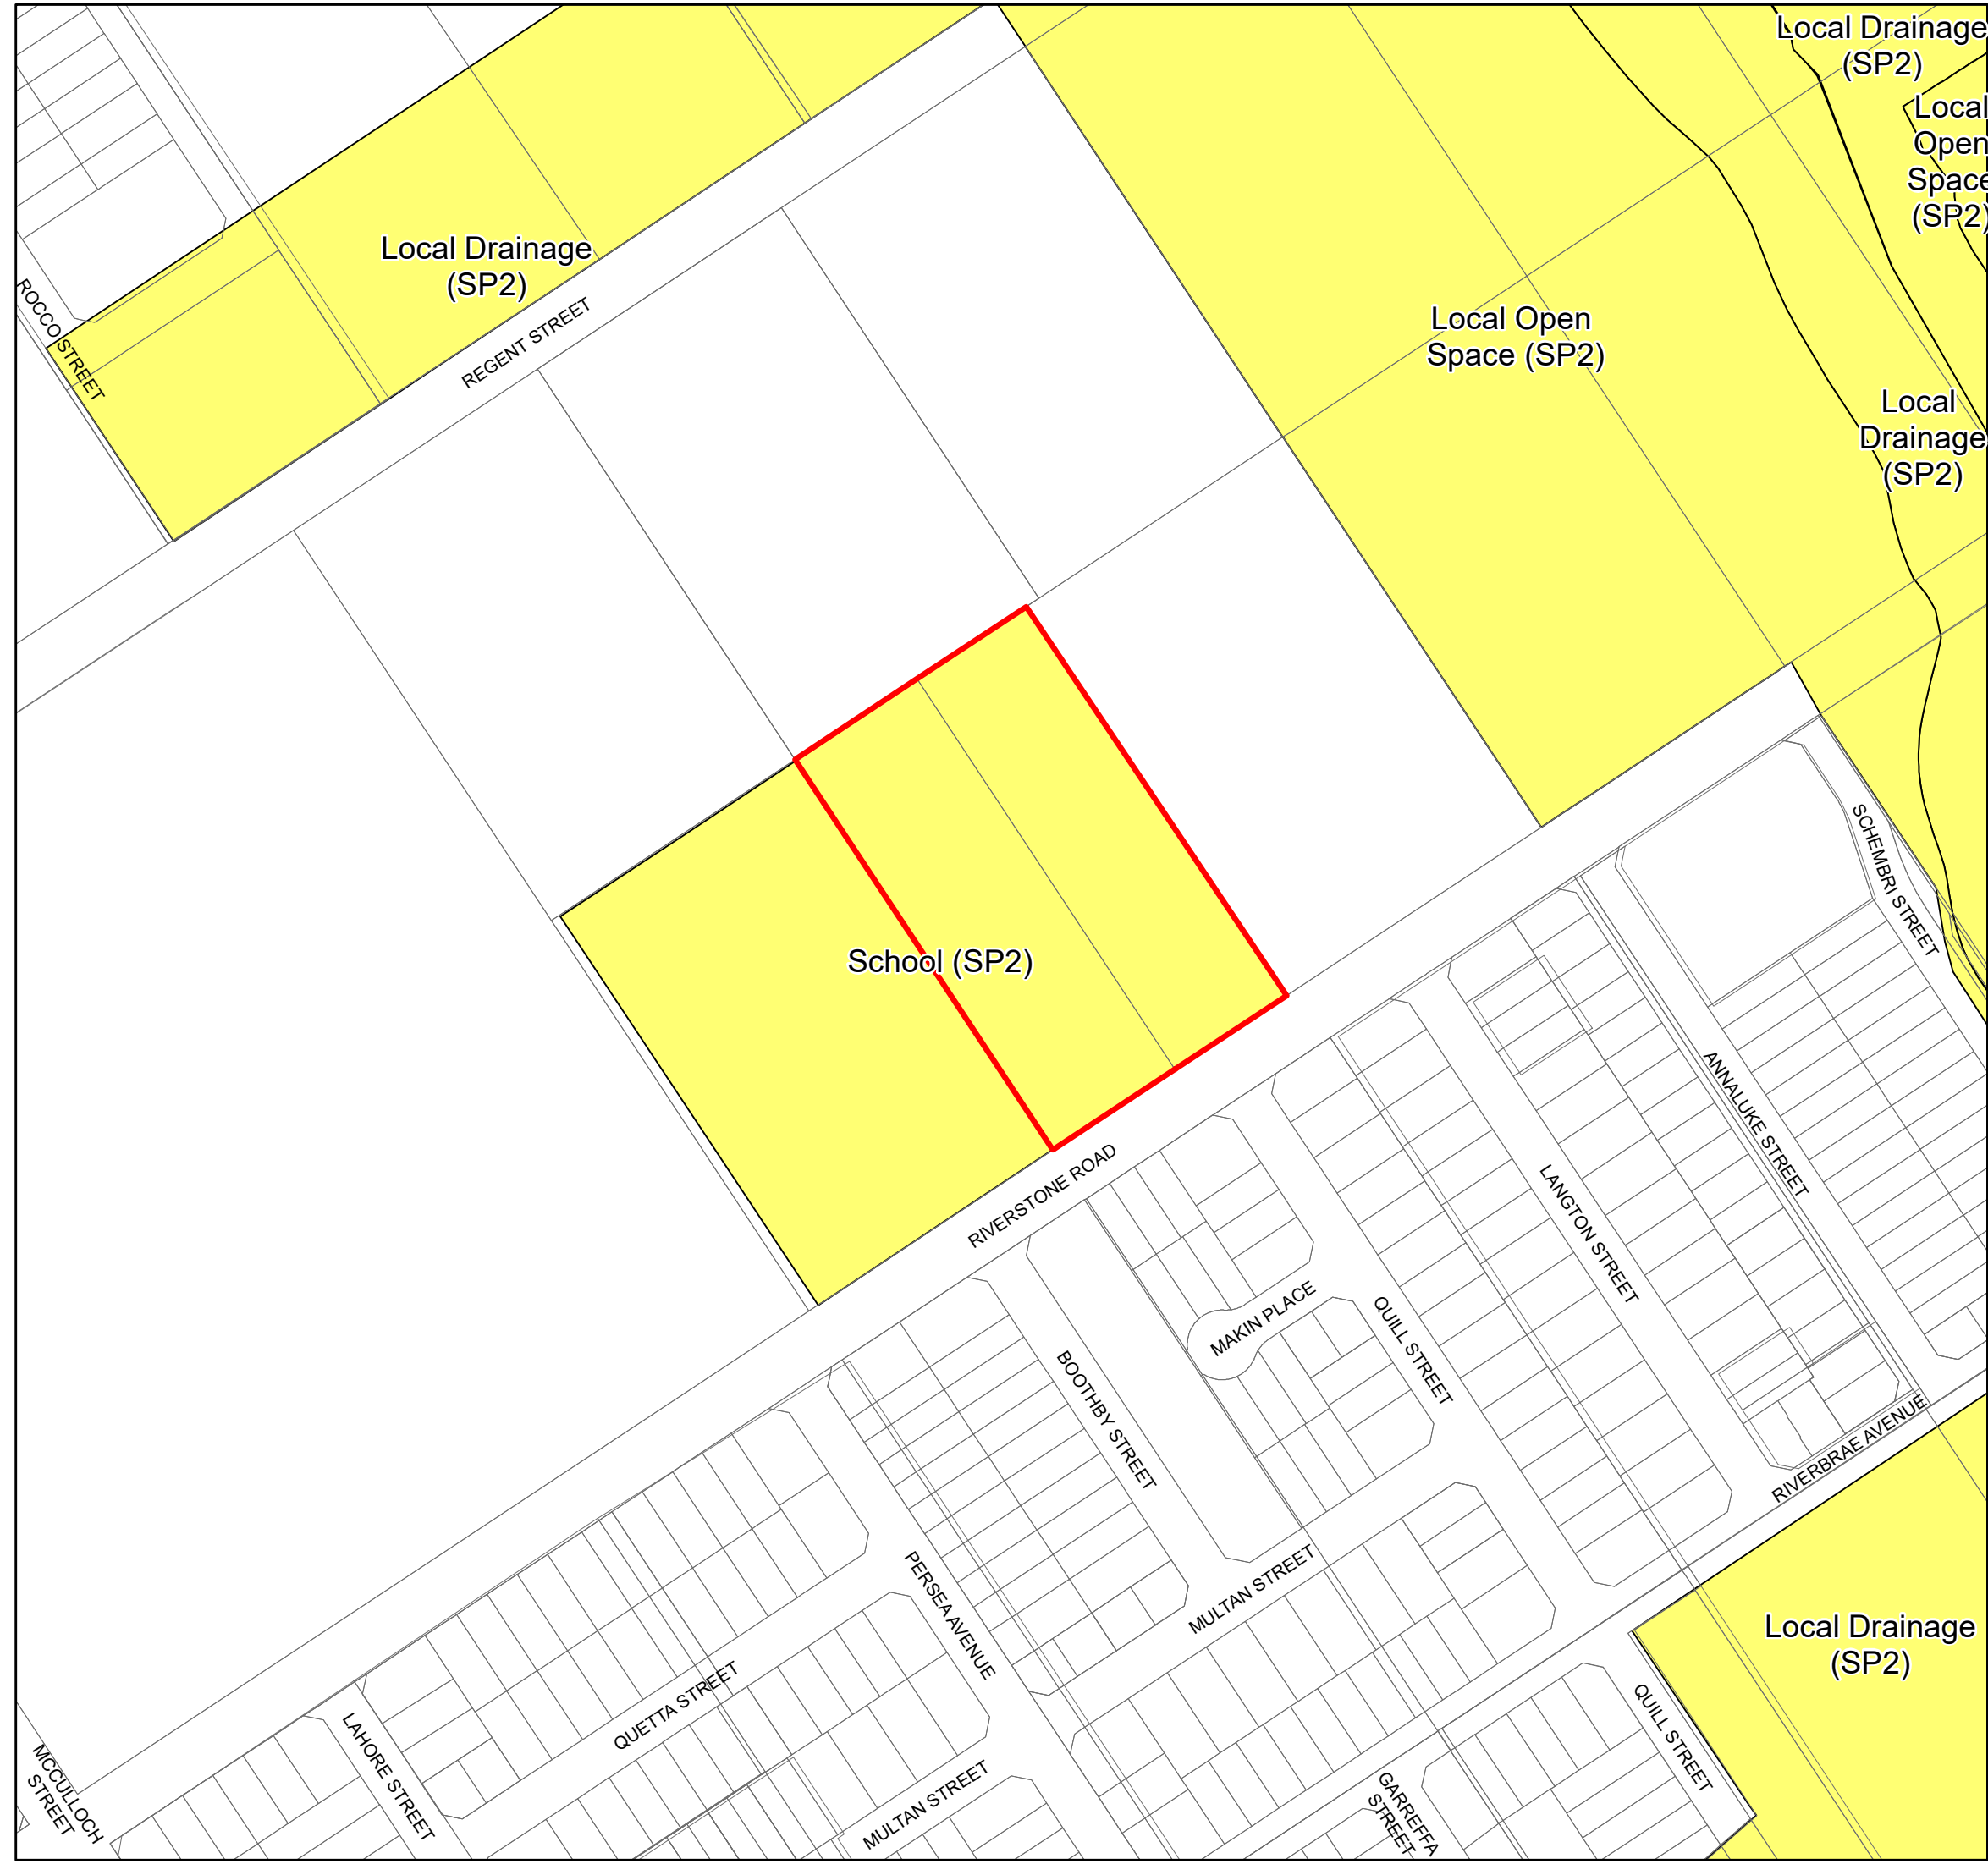 Local Drainage
(SP2)
Local
Open
Space
(SP2)
Local Drainage
(SP2)
ROCCO STREET
REGENT STREET
Local Open
Space (SP2)
Local
Drainage
(SP2)
School (SP2)
SCHEMBRI STREET
RIVERSTONE ROAD
ANNALUKE STREET
LANGTON STREET
MAKIN PLACE
QUILL STREET
BOOTHBY STREET
RIVERBRAE AVENUE
PERSEA AVENUE
MULTAN STREET
Local Drainage
(SP2)
QUETTA STREET
LAHORE STREET
QUILL STREET
MCCULLOCH
STREET
MULTAN STREET
GARREFFA
STREET